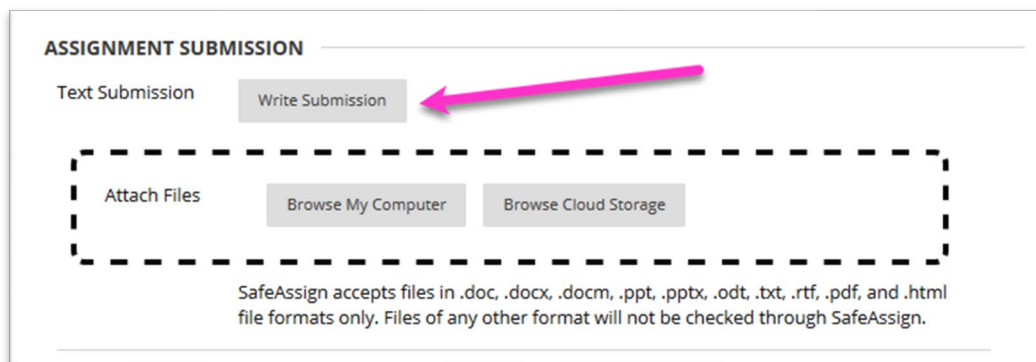 ASSIGNMENT SUBMISSION
Text Submission Write Submission
Attach Files Browse My Computer Browse Cloud Storage
SafeAssign accepts files in .doc, .docx, .docm, .ppt, .pptx, .odt, .txt, .rtf, .pdf, and .html
file formats only. Files of any other format will not be checked through SafeAssign.